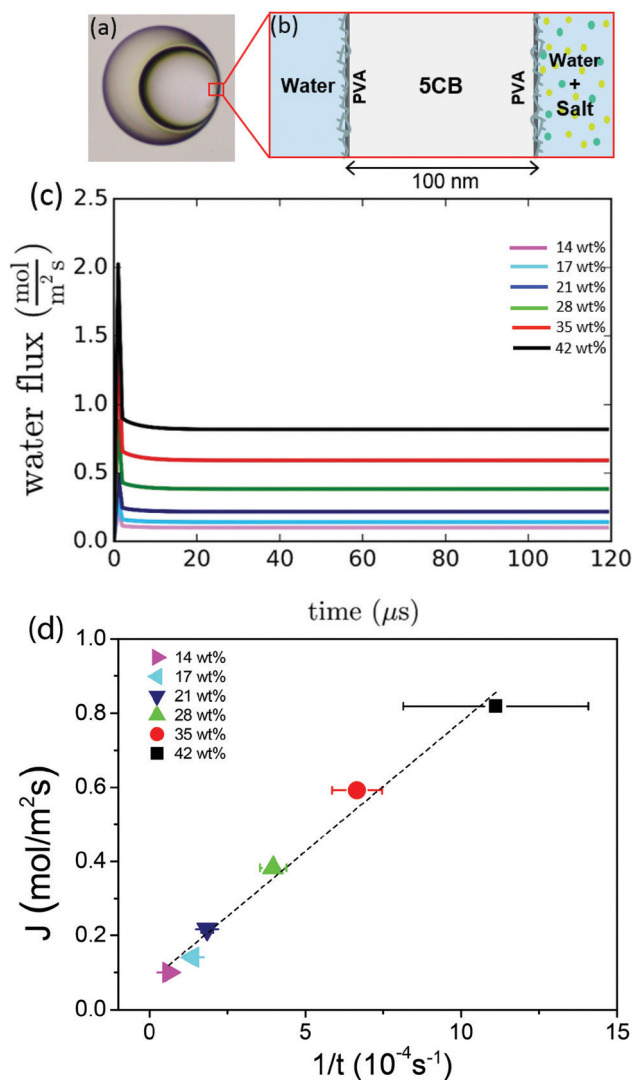 (a)
(b)
Water
PVA
5CB
PVA
Water
+
Salt
100 nm
(c)
water flux (mol/m² s)
2.5
2.0
1.5
1.0
0.5
0.0
14 wt%
17 wt%
21 wt%
28 wt%
35 wt%
42 wt%
0 20 40 60 80 100 120
time (μs)
(d)
J (mol/m²s)
1.0
0.8
0.6
0.4
0.2
0.0
14 wt%
17 wt%
21 wt%
28 wt%
35 wt%
42 wt%
0 5 10 15
1/t (10⁻⁴s⁻¹)